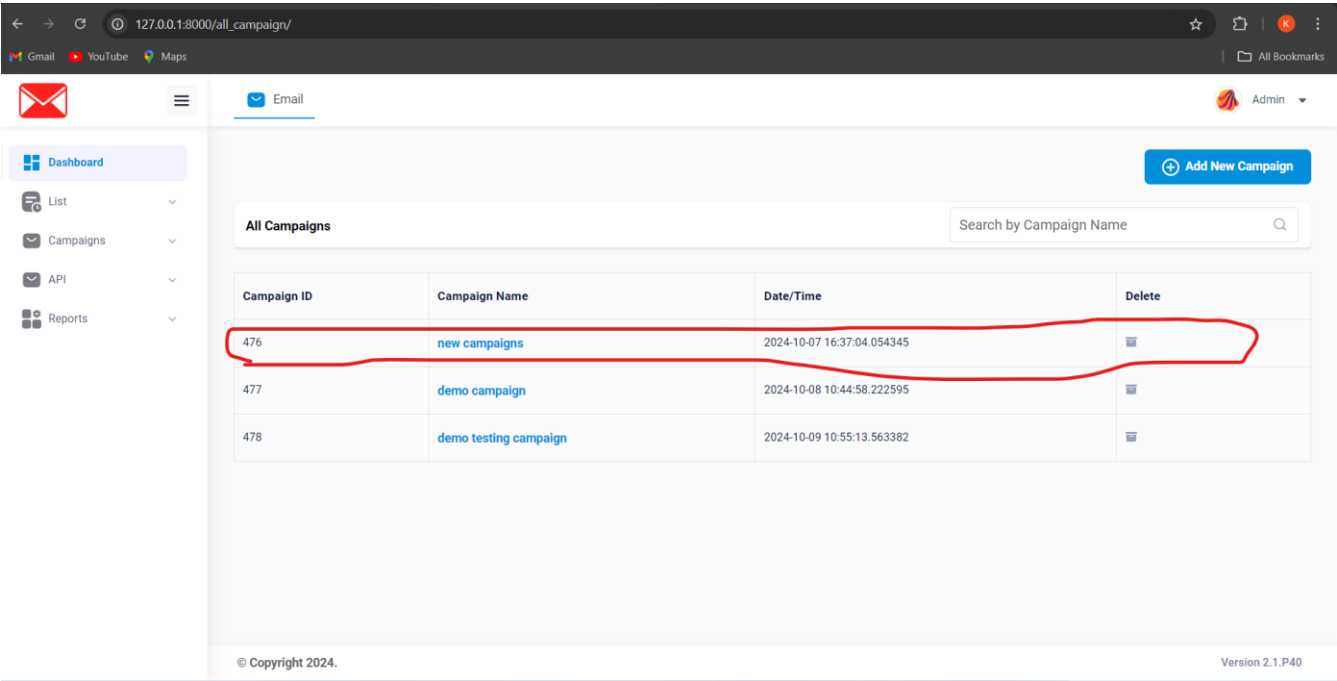 127.0.0.1:8000/all_campaign/
K
Gmail YouTube Maps All Bookmarks
Email Admin
Dashboard
List
Campaigns
API
Reports
Add New Campaign
All Campaigns Search by Campaign Name
Campaign ID Campaign Name Date/Time Delete
476 new campaigns 2024-10-07 16:37:04.054345
477 demo campaign 2024-10-08 10:44:58.222595
478 demo testing campaign 2024-10-09 10:55:13.563382
© Copyright 2024. Version 2.1.P40